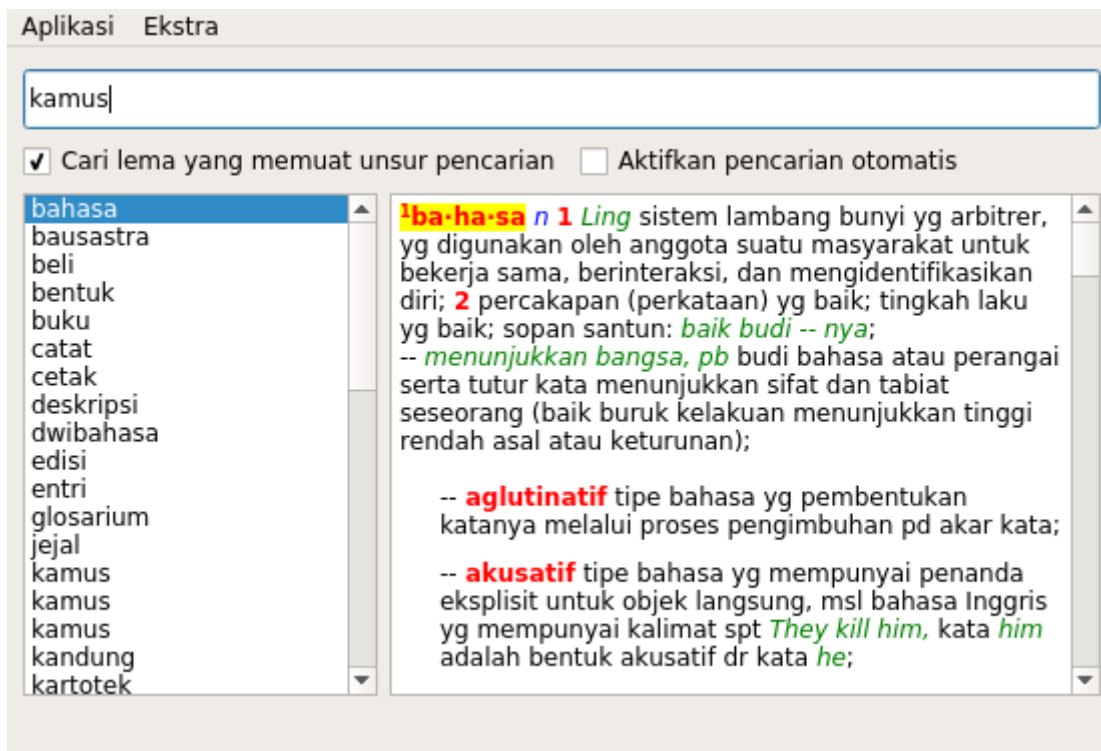 Aplikasi Ekstra
kamus
Cari lema yang memuat unsur pencarian Aktifkan pencarian otomatis
bahasa
bausastra
beli
bentuk
buku
catat
cetak
deskripsi
dwibahasa
edisi
entri
glosarium
jejal
kamus
kamus
kamus
kandung
kartotek
¹ba·ha·sa n 1 Ling sistem lambang bunyi yg arbitrer,
yg digunakan oleh anggota suatu masyarakat untuk
bekerja sama, berinteraksi, dan mengidentifikasikan
diri; 2 percakapan (perkataan) yg baik; tingkah laku
yg baik; sopan santun: baik budi -- nya;
-- menunjukkan bangsa, pb budi bahasa atau perangai
serta tutur kata menunjukkan sifat dan tabiat
seseorang (baik buruk kelakuan menunjukkan tinggi
rendah asal atau keturunan);
-- aglutinatif tipe bahasa yg pembentukan
katanya melalui proses pengimbuhan pd akar kata;
-- akusatif tipe bahasa yg mempunyai penanda
eksplisit untuk objek langsung, msl bahasa Inggris
yg mempunyai kalimat spt They kill him, kata him
adalah bentuk akusatif dr kata he;